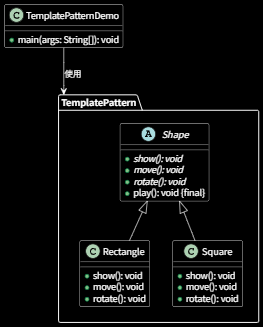 C TemplatePatternDemo
main(args: String[]): void
使用
TemplatePattern
A Shape
show(): void
move(): void
rotate(): void
play(): void {final}
C Rectangle
show(): void
move(): void
rotate(): void
C Square
show(): void
move(): void
rotate(): void